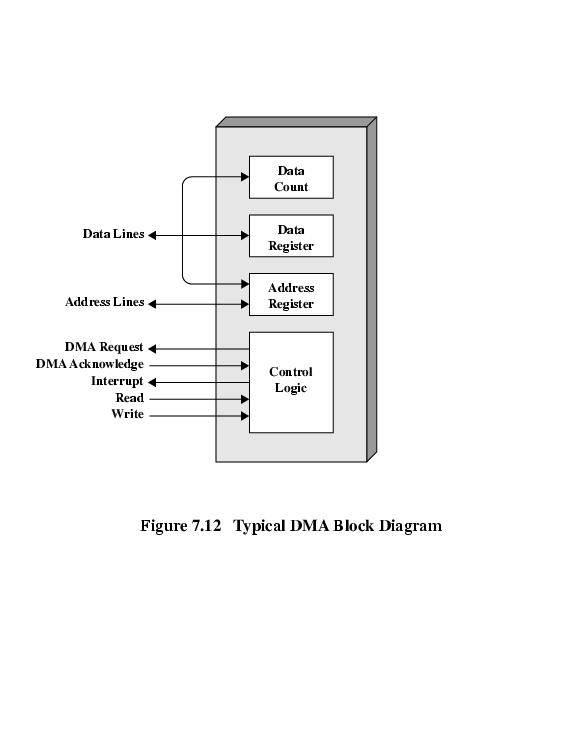 Data
Count
Data
Register
Data Lines
Address
Register
Address Lines
DMA Request
DMA Acknowledge
Interrupt
Read
Write
Control
Logic
Figure 7.12 Typical DMA Block Diagram